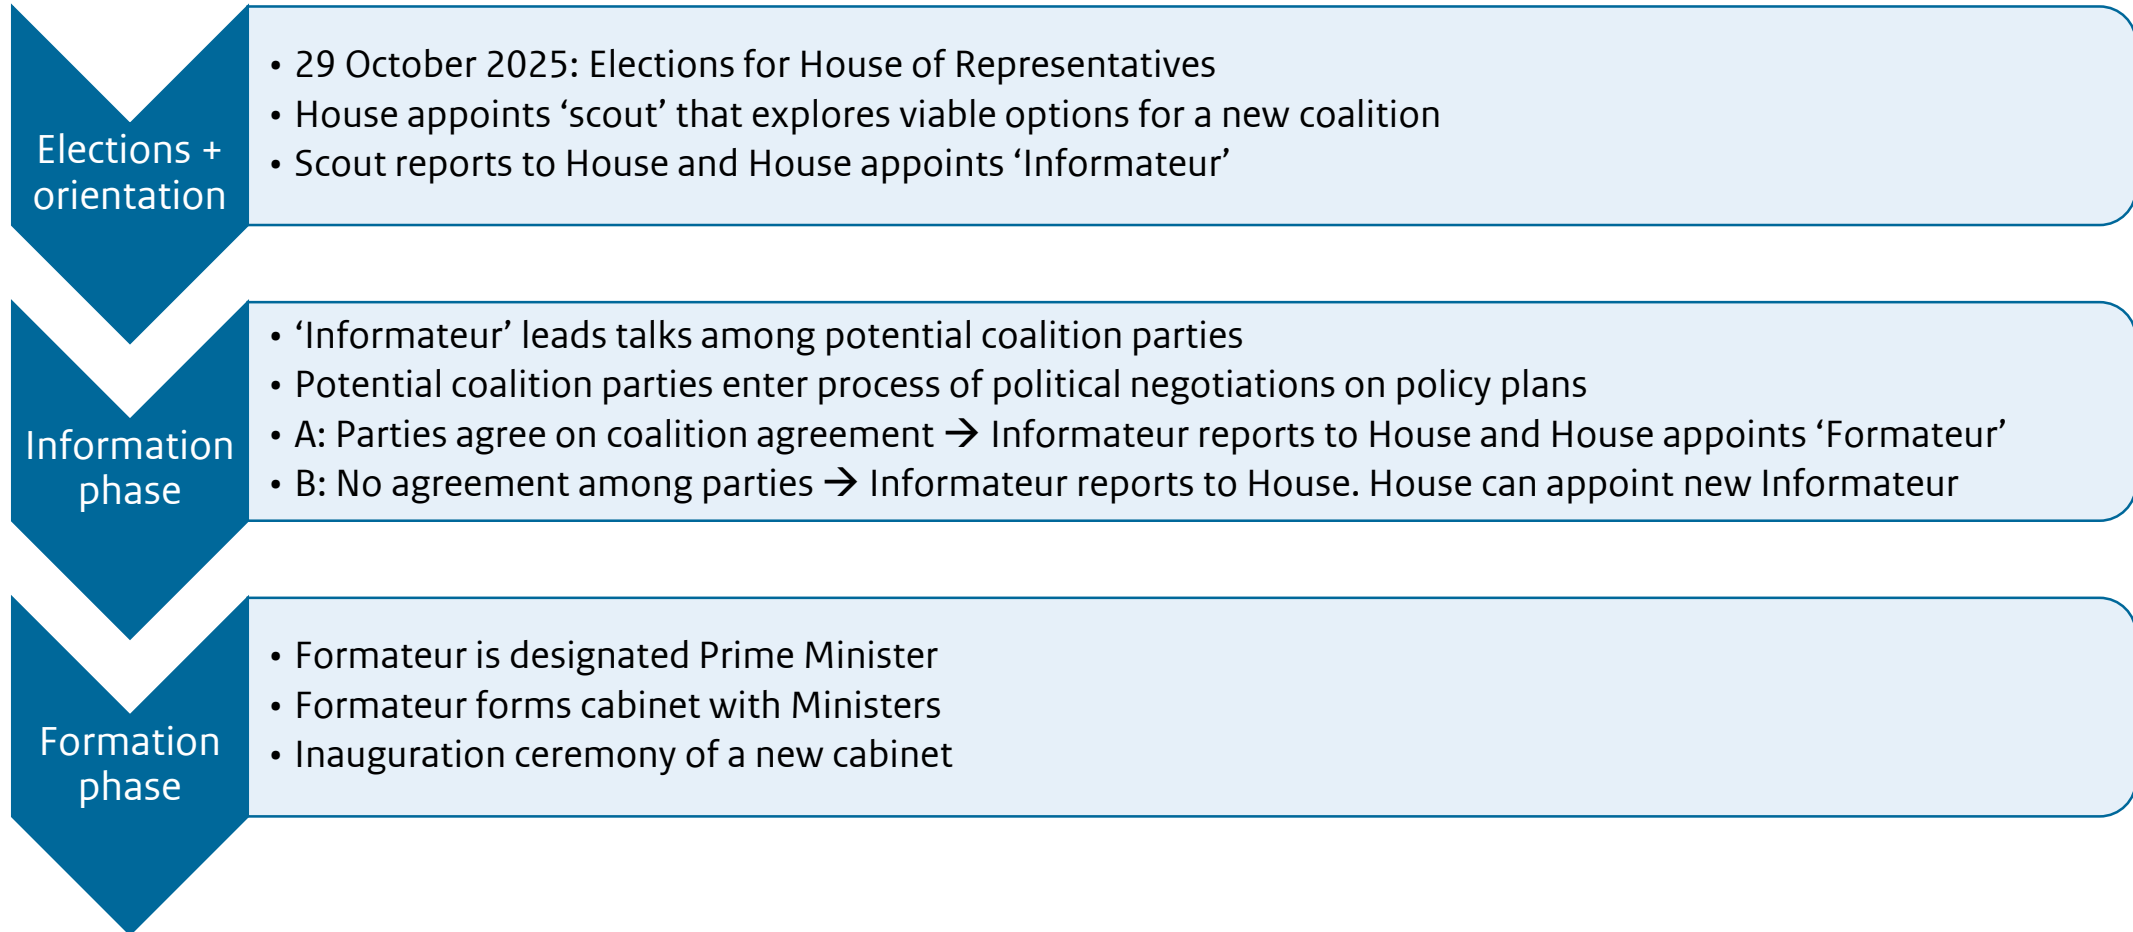 Elections +
orientation
• 29 October 2025: Elections for House of Representatives
• House appoints ‘scout’ that explores viable options for a new coalition
• Scout reports to House and House appoints ‘Informateur’
Information
phase
• ‘Informateur’ leads talks among potential coalition parties
• Potential coalition parties enter process of political negotiations on policy plans
• A: Parties agree on coalition agreement → Informateur reports to House and House appoints ‘Formateur’
• B: No agreement among parties → Informateur reports to House. House can appoint new Informateur
Formation
phase
• Formateur is designated Prime Minister
• Formateur forms cabinet with Ministers
• Inauguration ceremony of a new cabinet